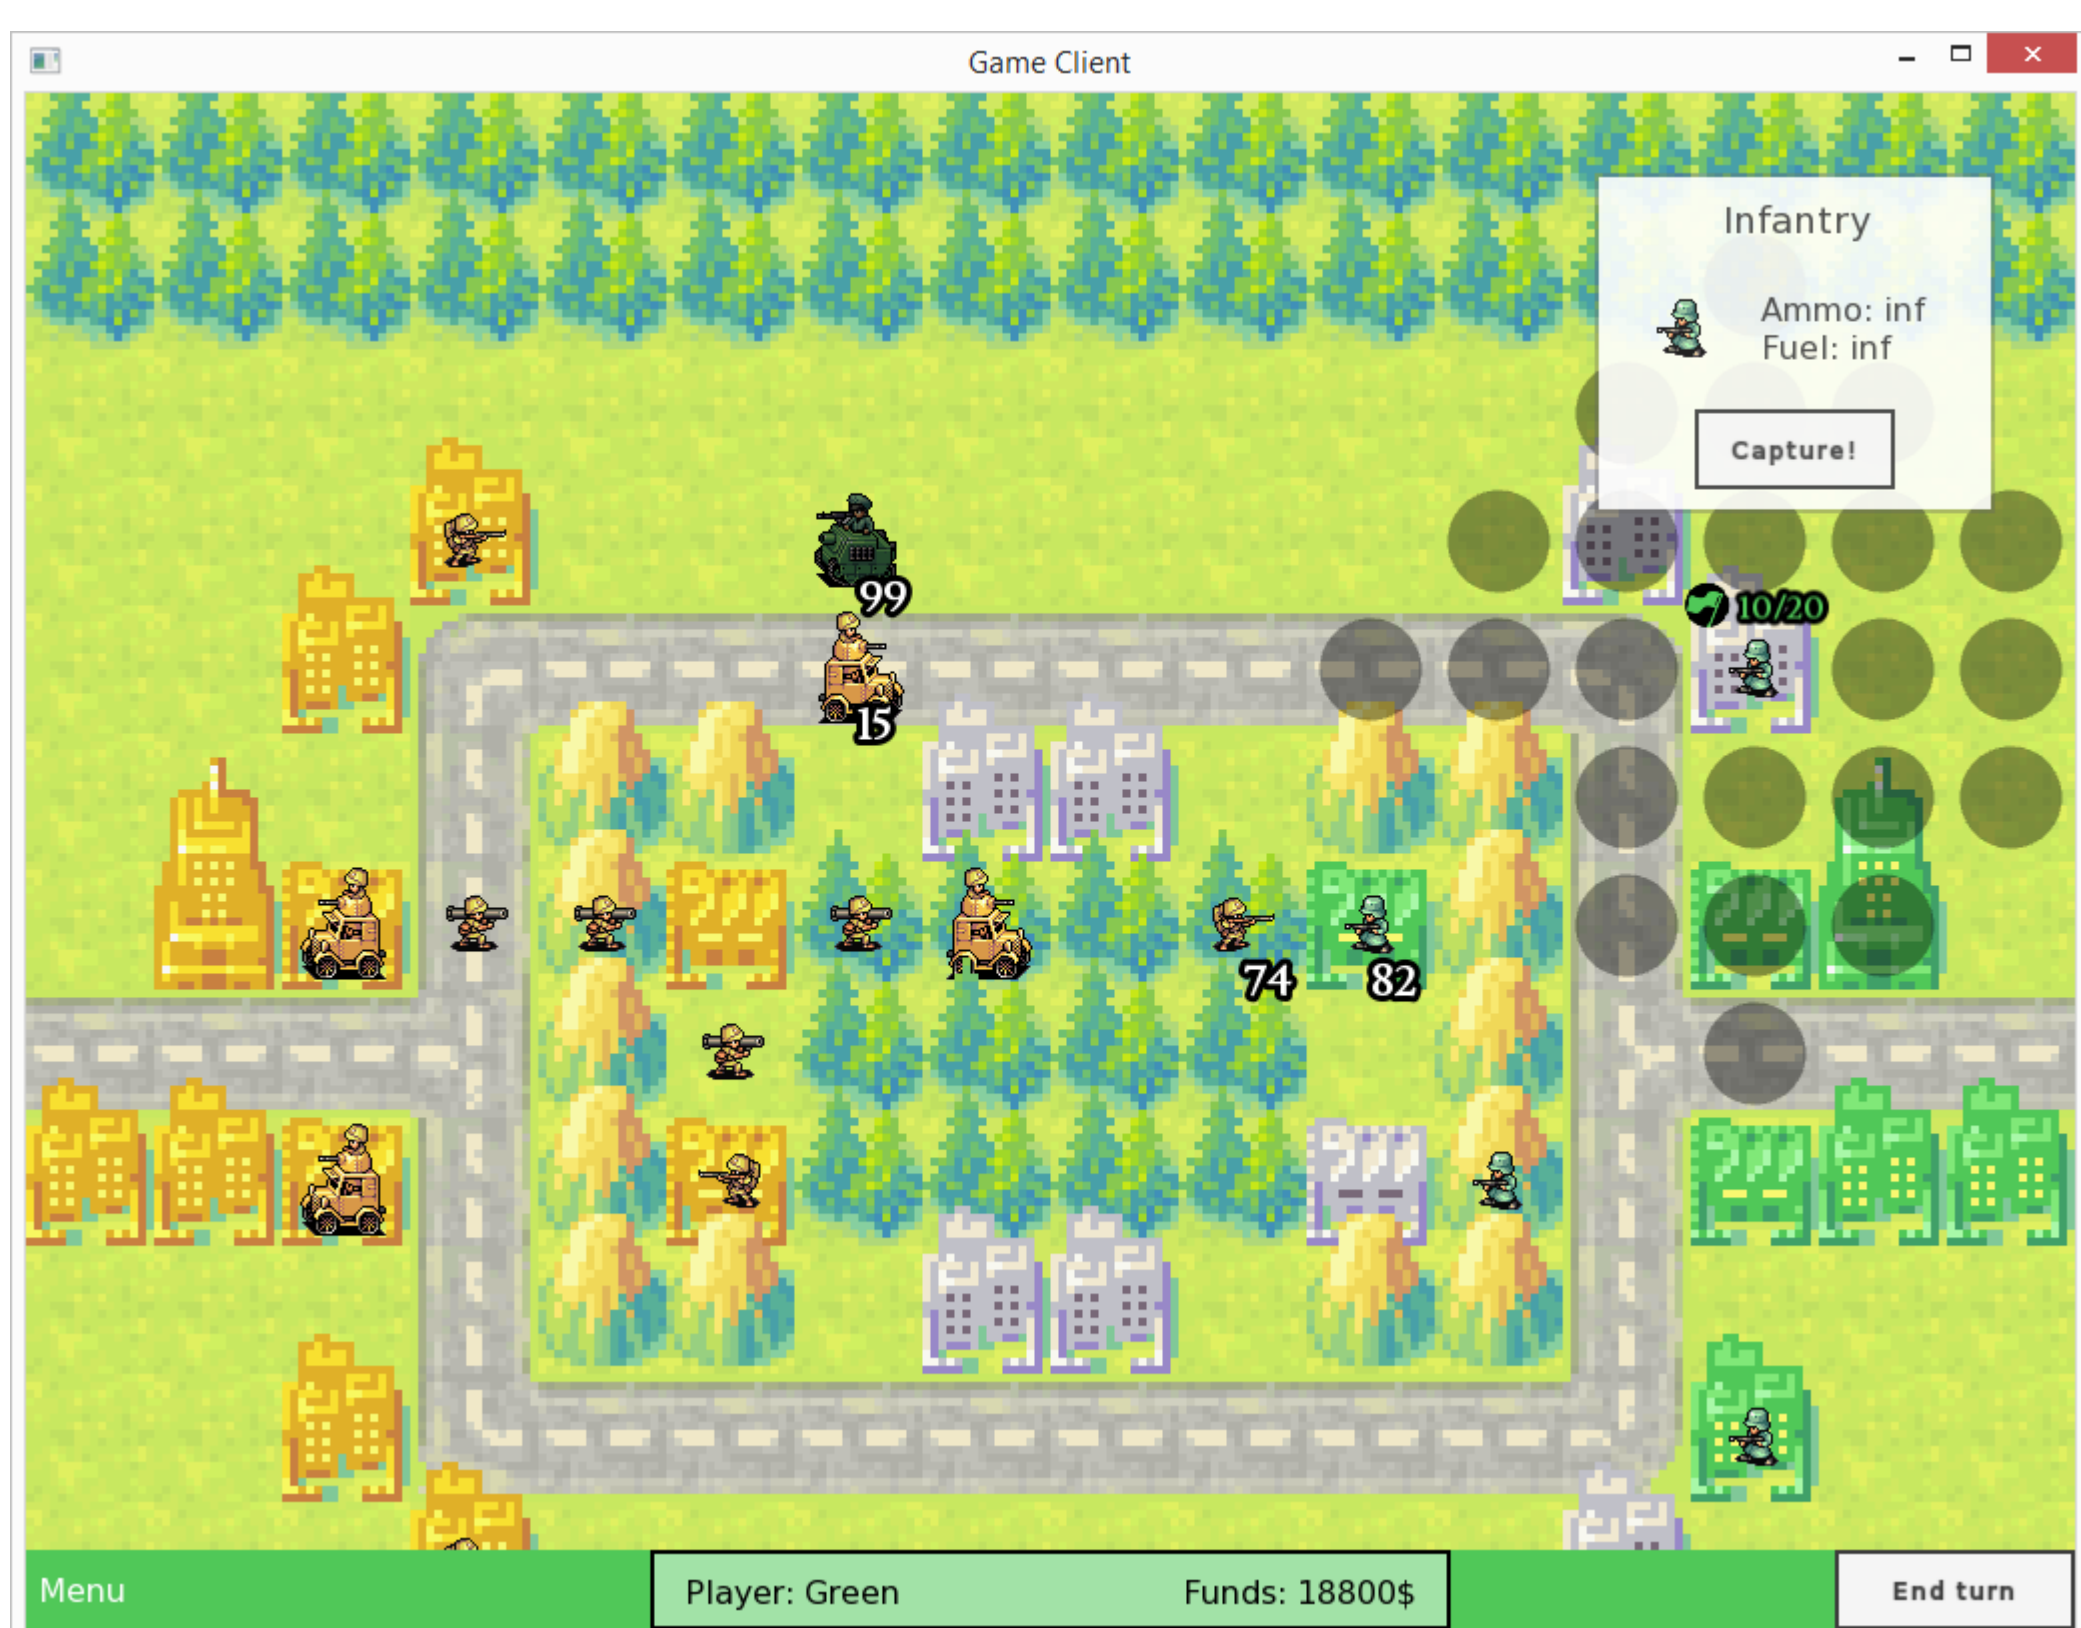 Game Client
Infantry
Ammo: inf
Fuel: inf
Capture!
99
10/20
15
74
82
Menu
Player: Green
Funds: 18800$
End turn